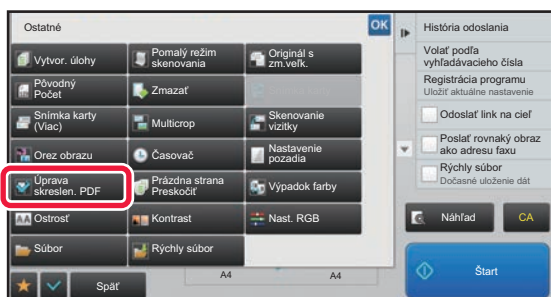 Ostatné
OK
Vytvor. úlohy
Pomalý režim
skenovania
Originál s
zm.veľk.
Pôvodný
Počet
Zmazať
Snímka karty
(Viac)
Multicrop
Skenovanie
vizitky
Orez obrazu
Časovač
Nastavenie
pozadia
Úprava
skreslen. PDF
Prázdna strana
Preskočiť
Výpadok farby
Ostrosť
Kontrast
Nast. RGB
Súbor
Rýchly súbor
Späť
A4
A4
História odoslania
Volať podľa
vyhľadávacieho čísla
Registrácia programu
Uložiť aktuálne nastavenie
Odoslať link na cieľ
Poslať rovnaký obraz
ako adresu faxu
Rýchly súbor
Dočasné uloženie dát
Náhľad
CA
Štart